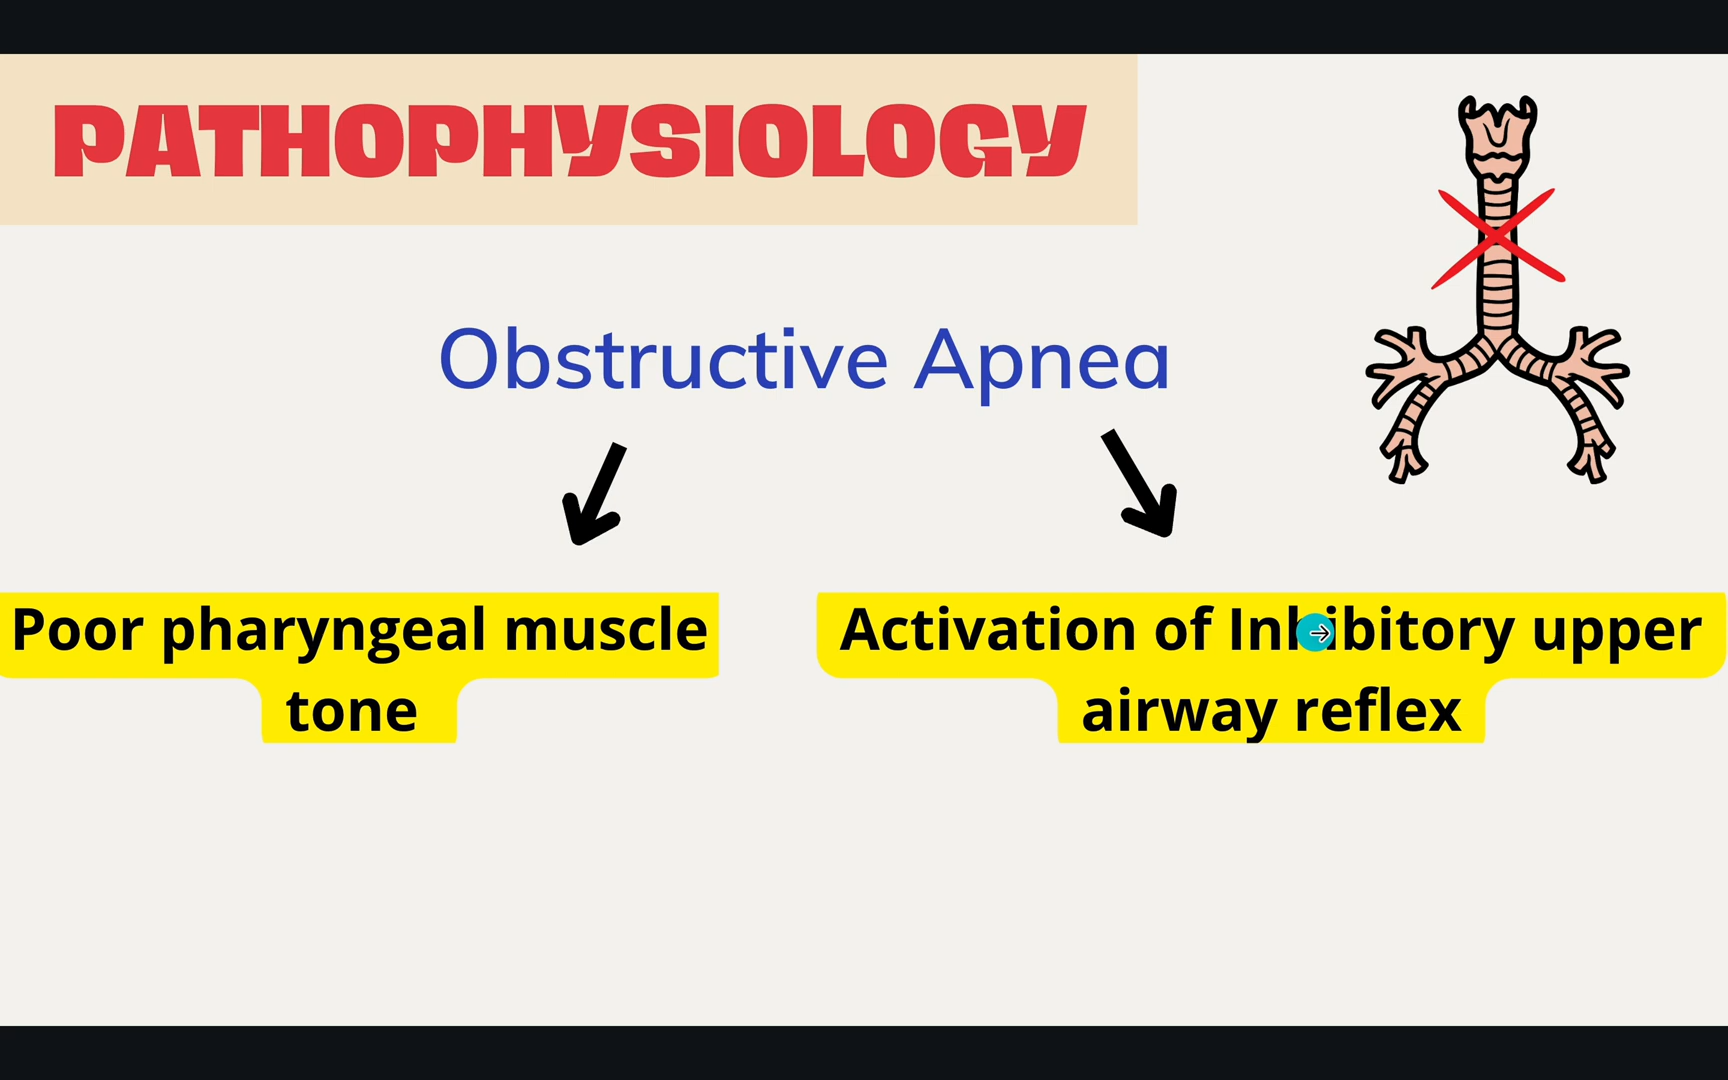 PATHOPHYSIOLOGY
Obstructive Apnea
Poor pharyngeal muscle
tone
Activation of Inhibitory upper
airway reflex